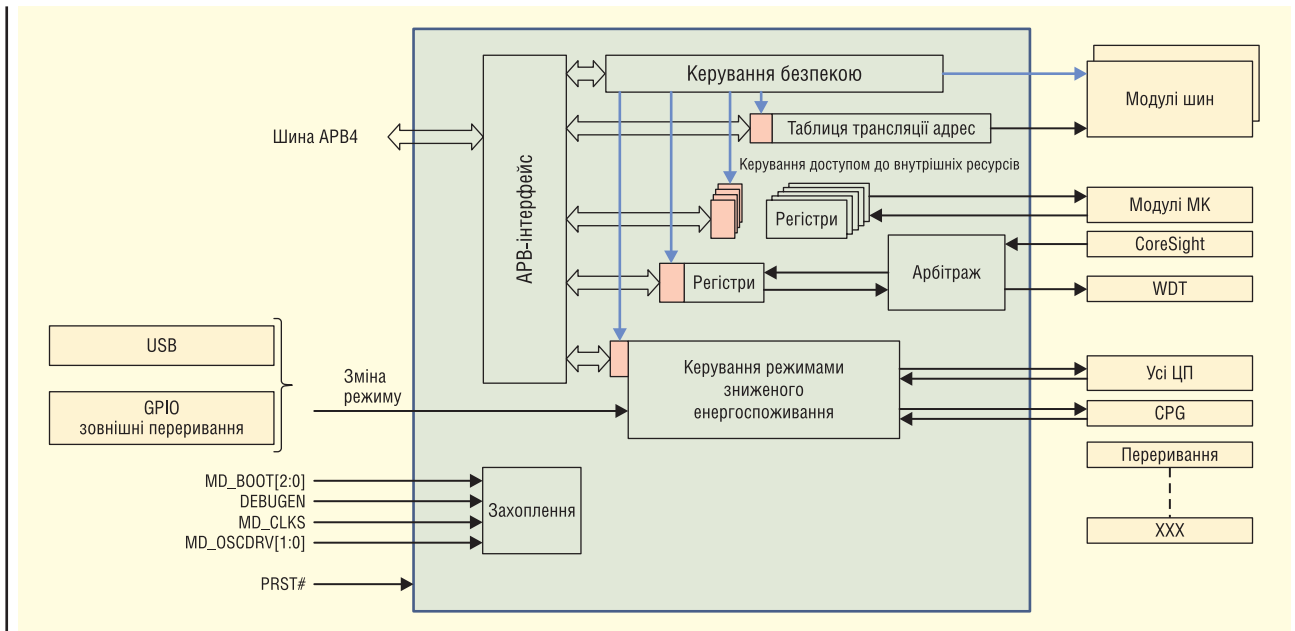 Керування безпекою
Модулі шин
Шина APB4
APB-інтерфейс
Таблиця трансляції адрес
Керування доступом до внутрішніх ресурсів
Регістри
Модулі МК
CoreSight
Регістри
Арбітраж
WDT
USB
GPIO
зовнішні переривання
Зміна
режиму
Керування режимами
зниженого
енергоспоживання
Усі ЦП
CPG
Переривання
XXX
MD_BOOT[2:0]
DEBUGEN
MD_CLKS
MD_OSCDRV[1:0]
Захоплення
PRST#